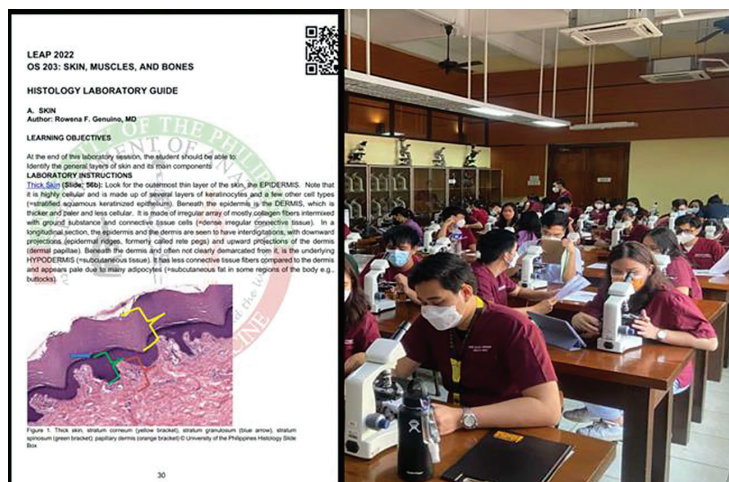 LEAP 2022
OS 203: SKIN, MUSCLES, AND BONES
HISTOLOGY LABORATORY GUIDE
A. SKIN
Author: Rowena F. Genuino, MD
LEARNING OBJECTIVES
At the end of this laboratory session, the student should be able to
Identify the general sublayers of skin and its main components
LABORATORY INSTRUCTIONS
Thick Skin (Slide: 56b): Look for the outermost thin layer of the skin, the EPIDERMIS. Note that
it is highly cellular and is made up of several layers of keratinocytes and a few other cell types
(=stratified squamous keratinized epithelium). Beneath the epidermis is the DERMIS, which is
thicker and paler and less cellular. It is made of irregular array of mostly collagen fibers intermixed
with ground substance and connective tissue cells (=dense irregular connective tissue). In a
longitudinal section, the epidermis and the dermis are seen to have interdigitations, with downward
projections (epidermal ridges, formerly called rete pegs) and upward projections of the dermis
(dermal papillae). Beneath the dermis and often not clearly demarcated from it, is the underlying
HYPODERMIS (=subcutaneous tissue). It has less connective tissue fibers compared to the dermis
and appears pale due to many adipocytes (=subcutaneous fat in some regions of the body e.g.,
buttocks)
Figure 1. Thick skin, stratum corneum (yellow bracket), stratum granulosum (blue arrow), stratum
spinosum (green bracket); papillary dermis (orange bracket) © University of the Philippines Histology Slide
Box
30